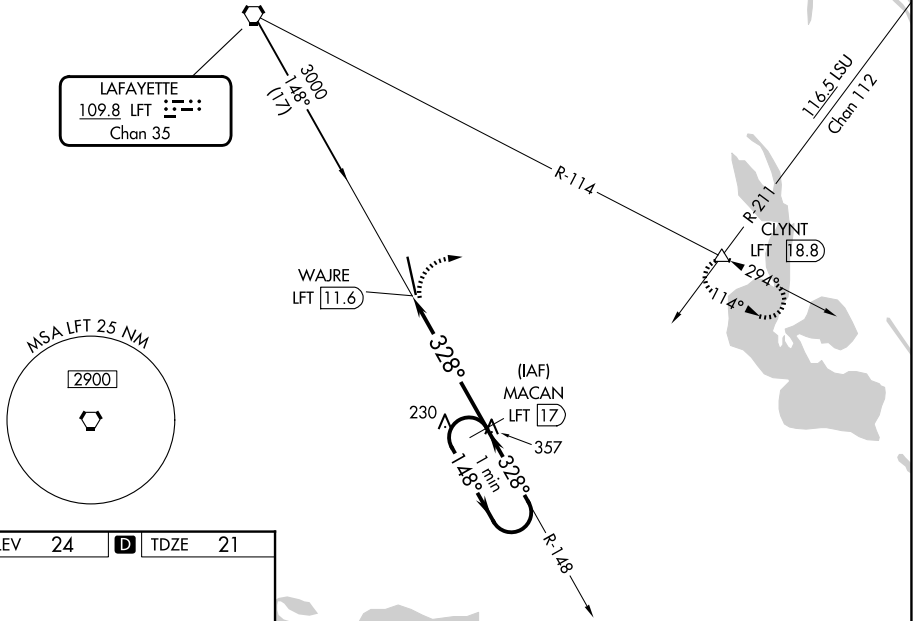 LAFAYETTE
109.8 LFT
Chan 35
3000
148°
(17)
R-114
116.5 LSU
Chan 112
R-211
CLYNT
LFT 18.8
294°
114°
WAJRE
LFT 11.6
328°
(IAF)
MACAN
LFT 17
230
357
1 min
148°
328°
R-148
MSA LFT 25 NM
2900
LEV 24 D TDZE 21